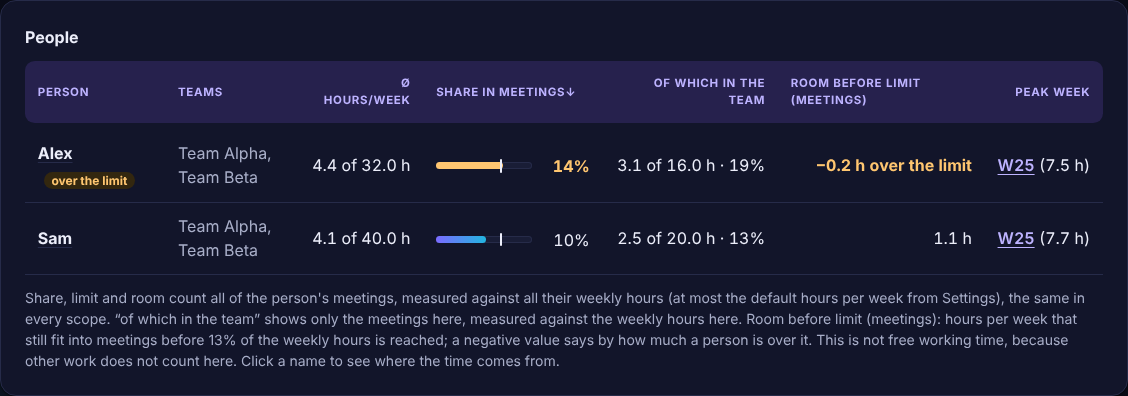 People
PERSON
TEAMS
Ø
HOURS/WEEK
SHARE IN MEETINGS↓
OF WHICH IN THE
TEAM
ROOM BEFORE LIMIT
(MEETINGS)
PEAK WEEK
Alex
over the limit
Team Alpha,
Team Beta
4.4 of 32.0 h
14%
3.1 of 16.0 h · 19%
−0.2 h over the limit
W25 (7.5 h)
Sam
Team Alpha,
Team Beta
4.1 of 40.0 h
10%
2.5 of 20.0 h · 13%
1.1 h
W25 (7.7 h)
Share, limit and room count all of the person's meetings, measured against all their weekly hours (at most the default hours per week from Settings), the same in
every scope. “of which in the team” shows only the meetings here, measured against the weekly hours here. Room before limit (meetings): hours per week that
still fit into meetings before 13% of the weekly hours is reached; a negative value says by how much a person is over it. This is not free working time, because
other work does not count here. Click a name to see where the time comes from.